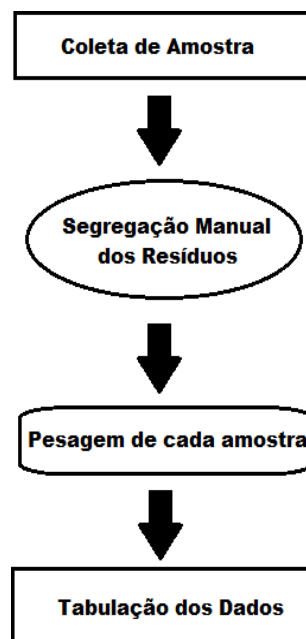 Coleta de Amostra
Segregação Manual
dos Resíduos
Pesagem de cada amostra
Tabulação dos Dados